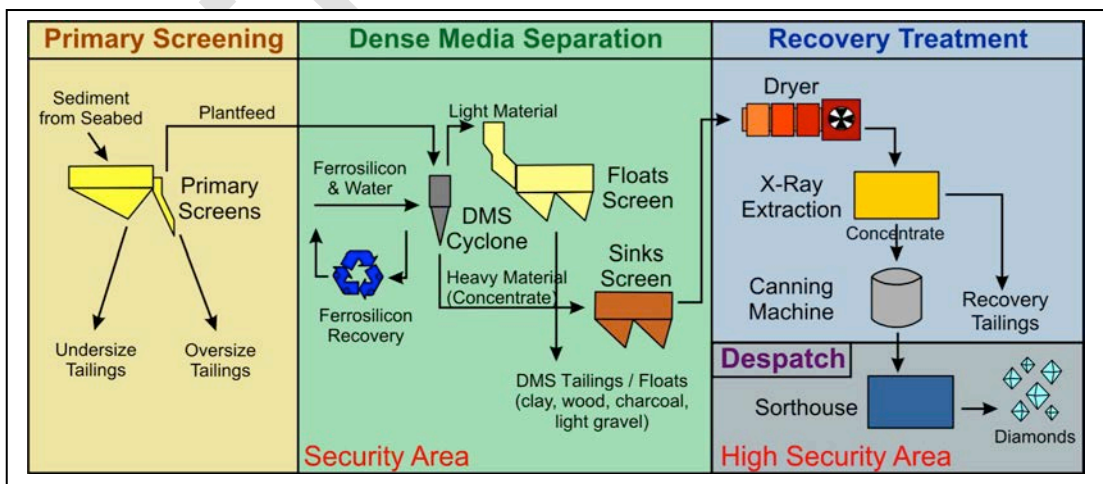 Primary Screening
Sediment
from Seabed
Plantfeed
Primary
Screens
Undersize
Tailings
Oversize
Tailings
Dense Media Separation
Light Material
Ferrosilicon
& Water
DMS
Cyclone
Floats
Screen
Ferrosilicon
Recovery
Heavy Material
(Concentrate)
Sinks
Screen
DMS Tailings / Floats
(clay, wood, charcoal,
light gravel)
Security Area
Recovery Treatment
Dryer
X-Ray
Extraction
Concentrate
Canning
Machine
Recovery
Tailings
Despatch
Sorthouse
Diamonds
High Security Area